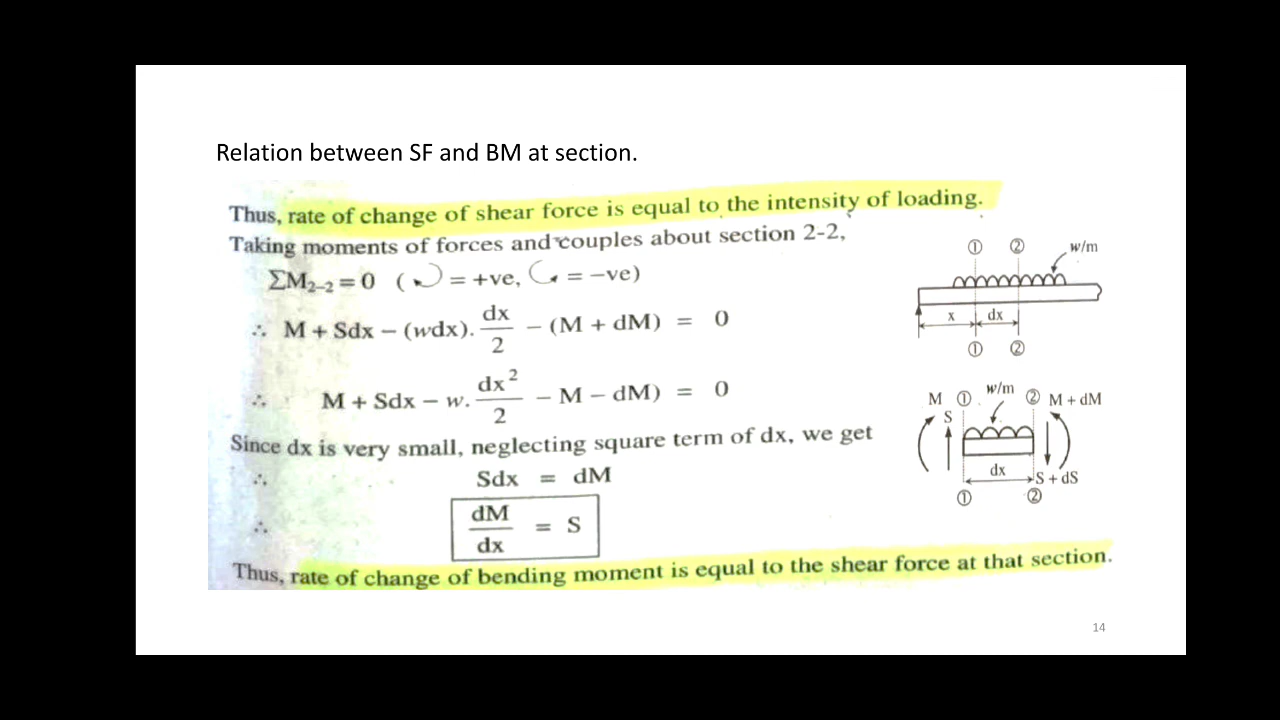 Relation between SF and BM at section.
Thus, rate of change of shear force is equal to the intensity of loading.
Taking moments of forces and couples about section 2-2,
ΣM₂₋₂ = 0 ( = +ve, = −ve)
∴ M + Sdx − (wdx). dx/2 − (M + dM) = 0
∴ M + Sdx − w. dx²/2 − M − dM) = 0
Since dx is very small, neglecting square term of dx, we get
∴ Sdx = dM
∴ dM/dx = S
Thus, rate of change of bending moment is equal to the shear force at that section.
① ② w/m
x dx
① ②
M ① w/m ② M + dM
S
dx S + dS
① ②
14